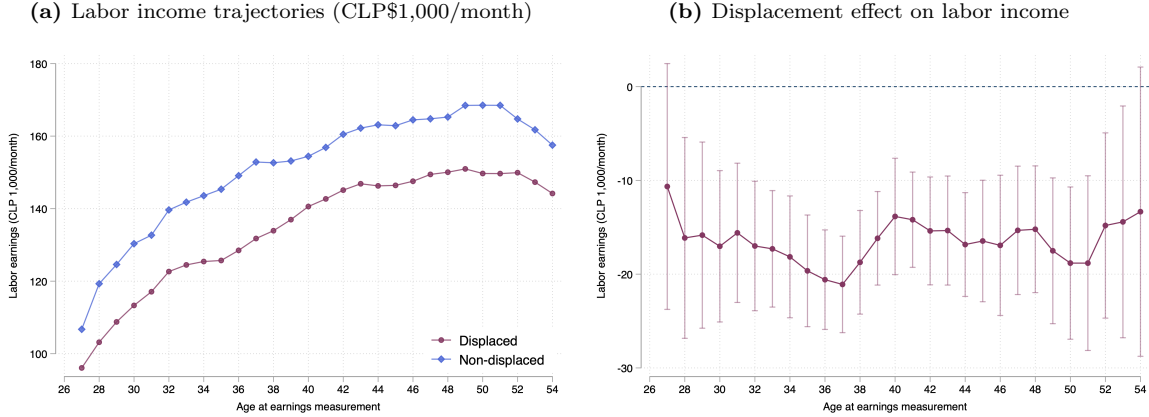 (a) Labor income trajectories (CLP$1,000/month)
180
160
140
120
100
Labor earnings (CLP 1,000/month)
Displaced
Non-displaced
26 28 30 32 34 36 38 40 42 44 46 48 50 52 54
Age at earnings measurement
(b) Displacement effect on labor income
0
-10
-20
-30
Labor earnings (CLP 1,000/month)
26 28 30 32 34 36 38 40 42 44 46 48 50 52 54
Age at earnings measurement